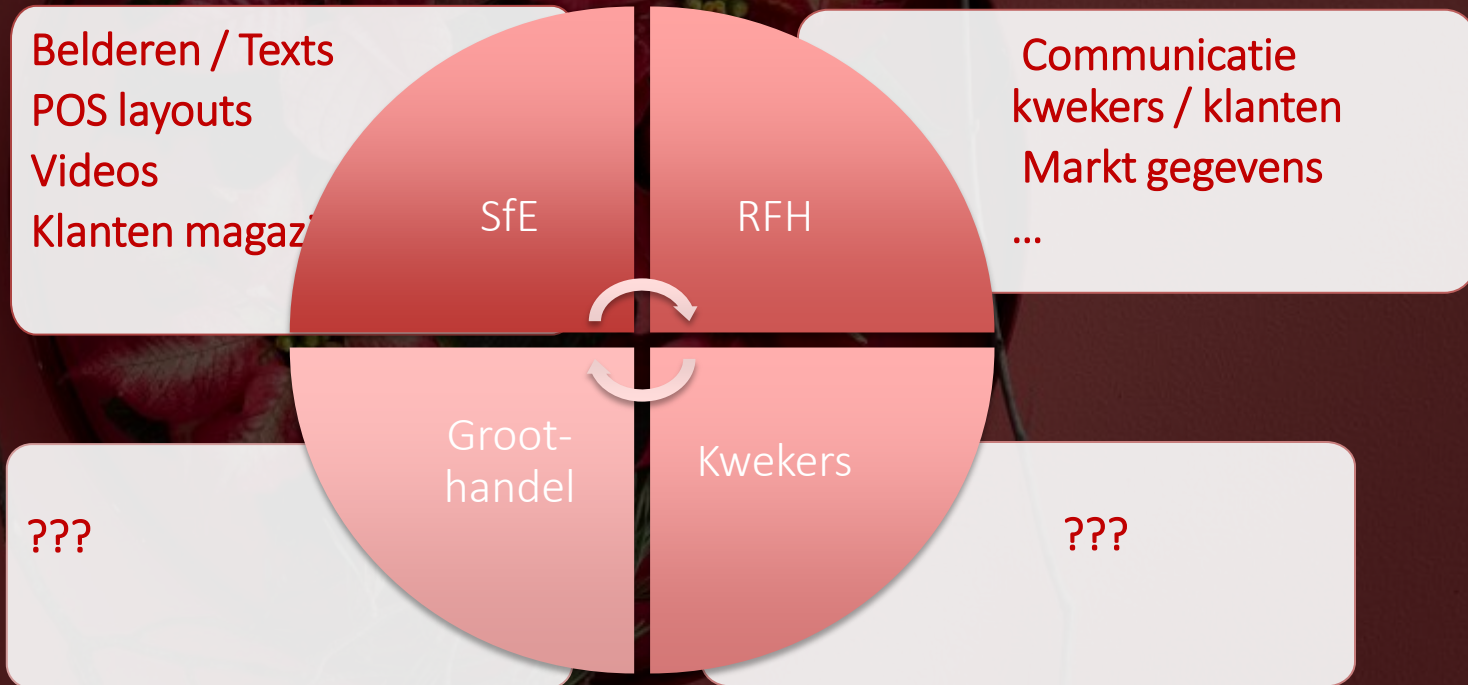 Belderen / Texts
POS layouts
Videos
Klanten magazi
SfE
RFH
Communicatie
kwekers / klanten
Markt gegevens
...
Groot-
handel
Kwekers
???
???